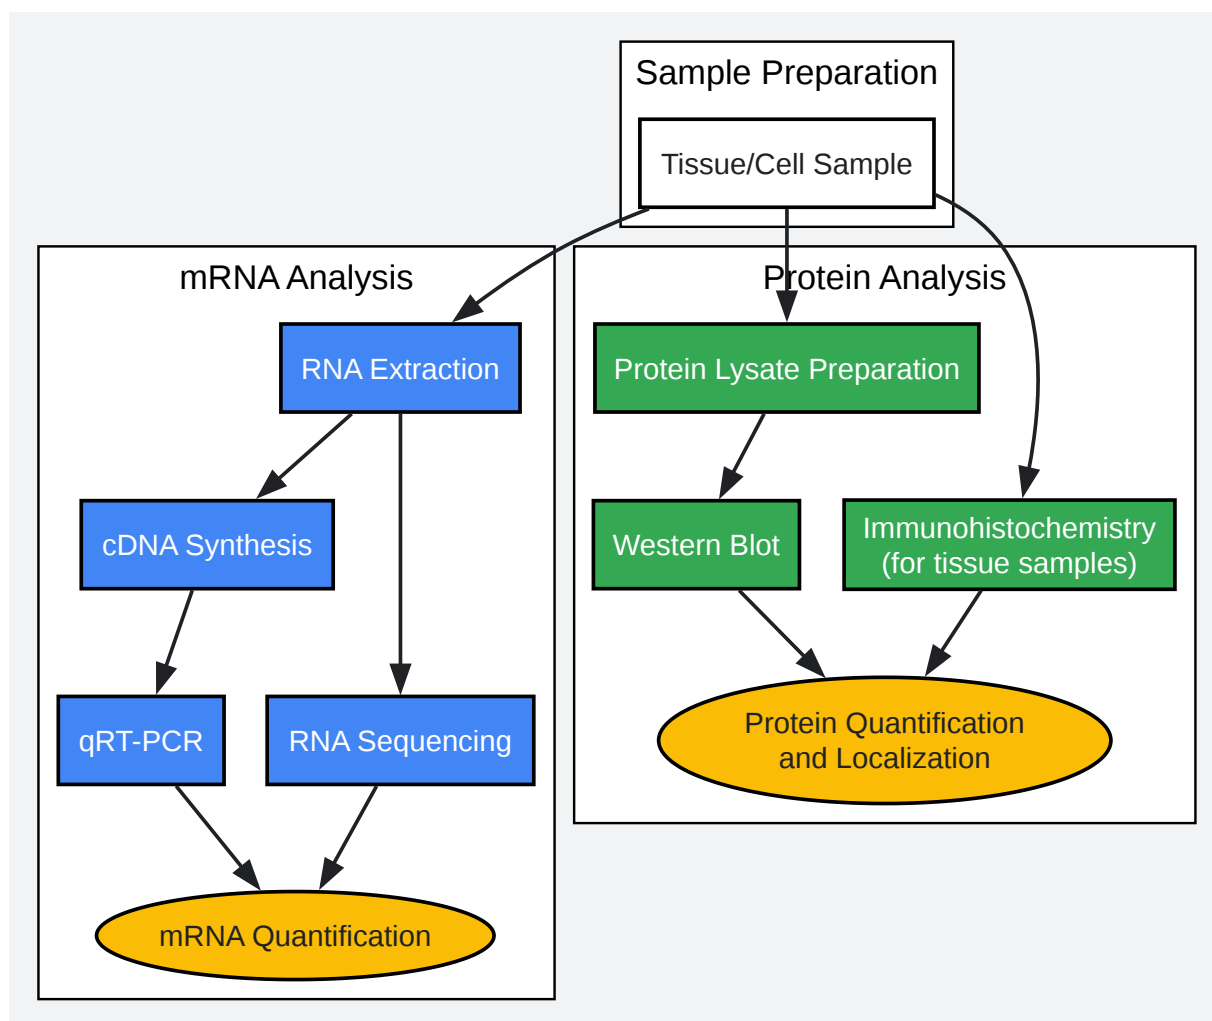 Sample Preparation
Tissue/Cell Sample
mRNA Analysis
Protein Analysis
RNA Extraction
Protein Lysate Preparation
cDNA Synthesis
Western Blot
Immunohistochemistry
(for tissue samples)
qRT-PCR
RNA Sequencing
Protein Quantification
and Localization
mRNA Quantification